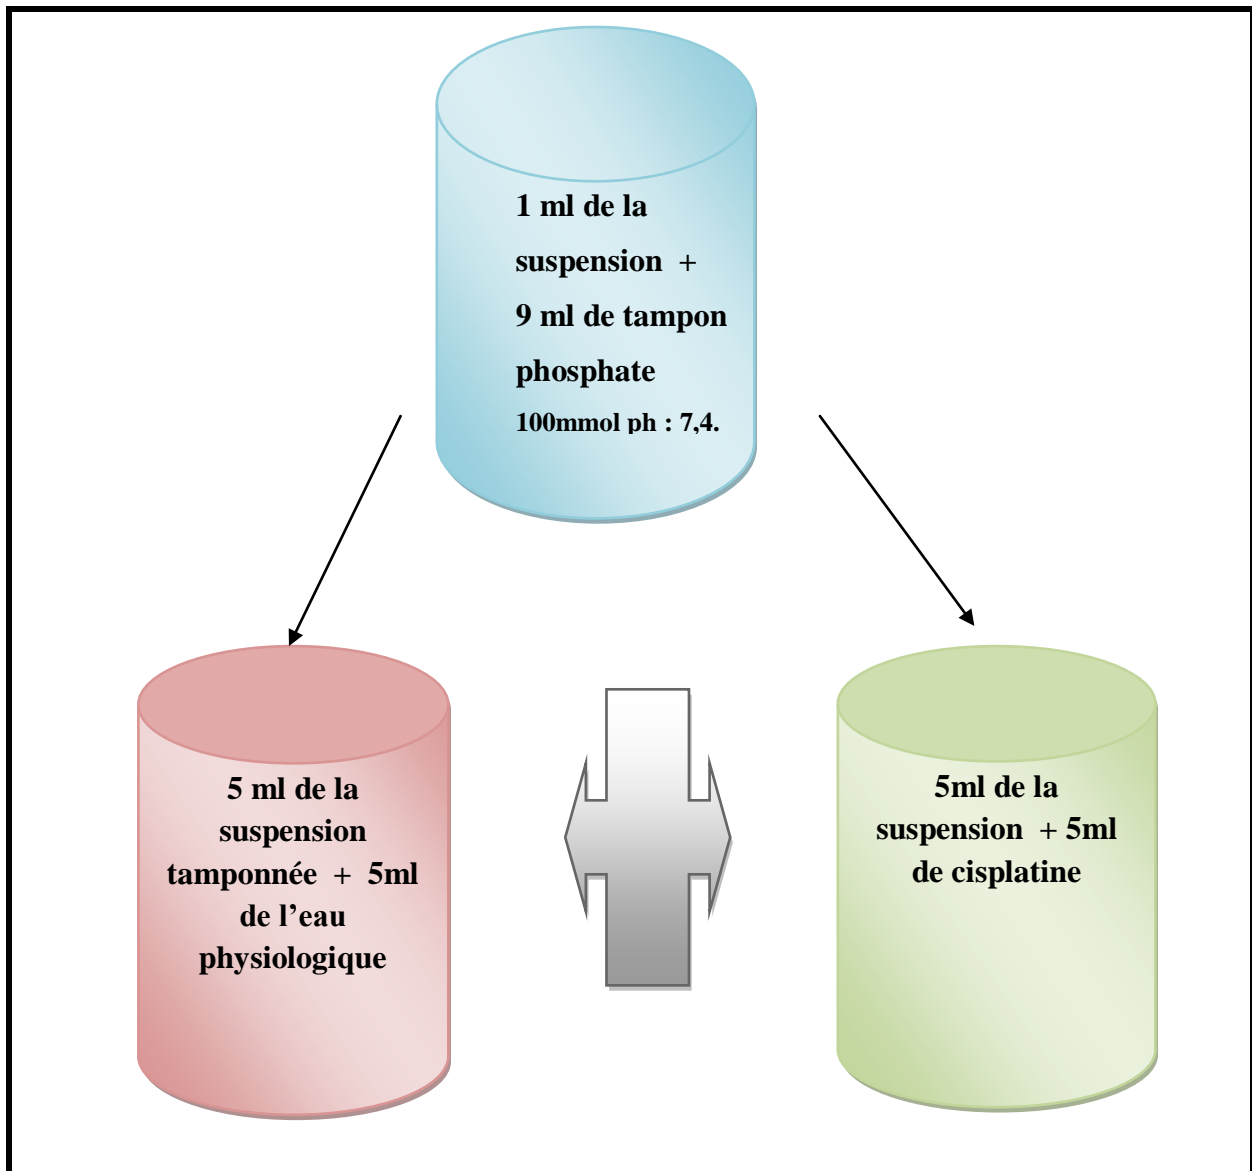 1 ml de la
suspension +
9 ml de tampon
phosphate
100mmol ph : 7,4.
5 ml de la
suspension
tamponnée + 5ml
de l’eau
physiologique
5ml de la
suspension + 5ml
de cisplatine